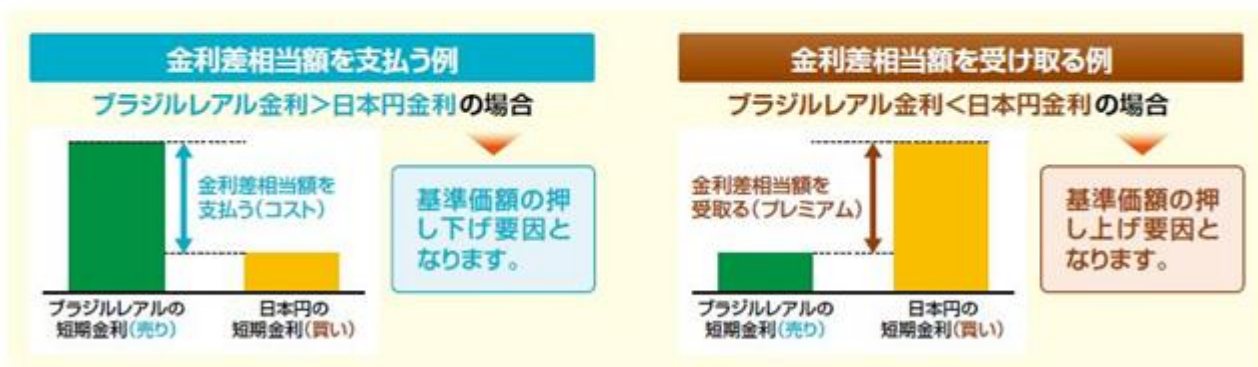 金利差相当額を支払う例
ブラジルレアル金利>日本円金利の場合
金利差相当額を
支払う(コスト)
基準価額の押
し下げ要因と
なります。
ブラジルレアルの
短期金利(売り)
日本円の
短期金利(買い)
金利差相当額を受け取る例
ブラジルレアル金利<日本円金利の場合
金利差相当額を
受取る(プレミアム)
基準価額の押
し上げ要因と
なります。
ブラジルレアルの
短期金利(売り)
日本円の
短期金利(買い)